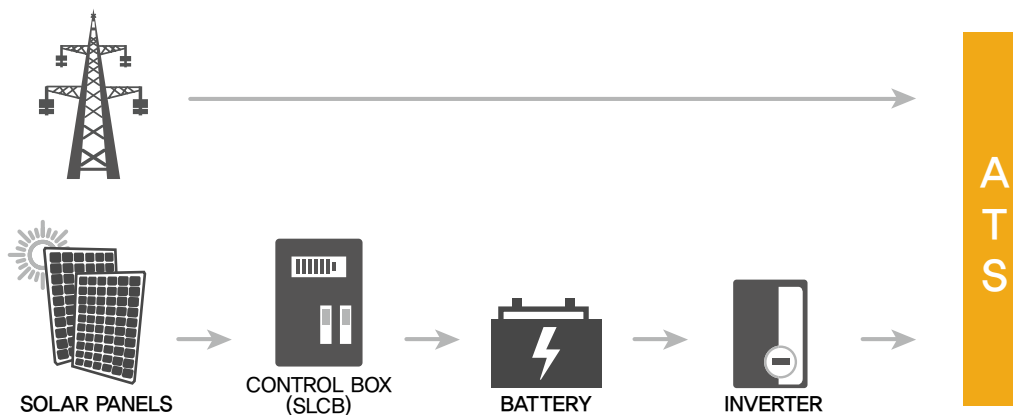 A
T
S
SOLAR PANELS
CONTROL BOX
(SLCB)
BATTERY
INVERTER